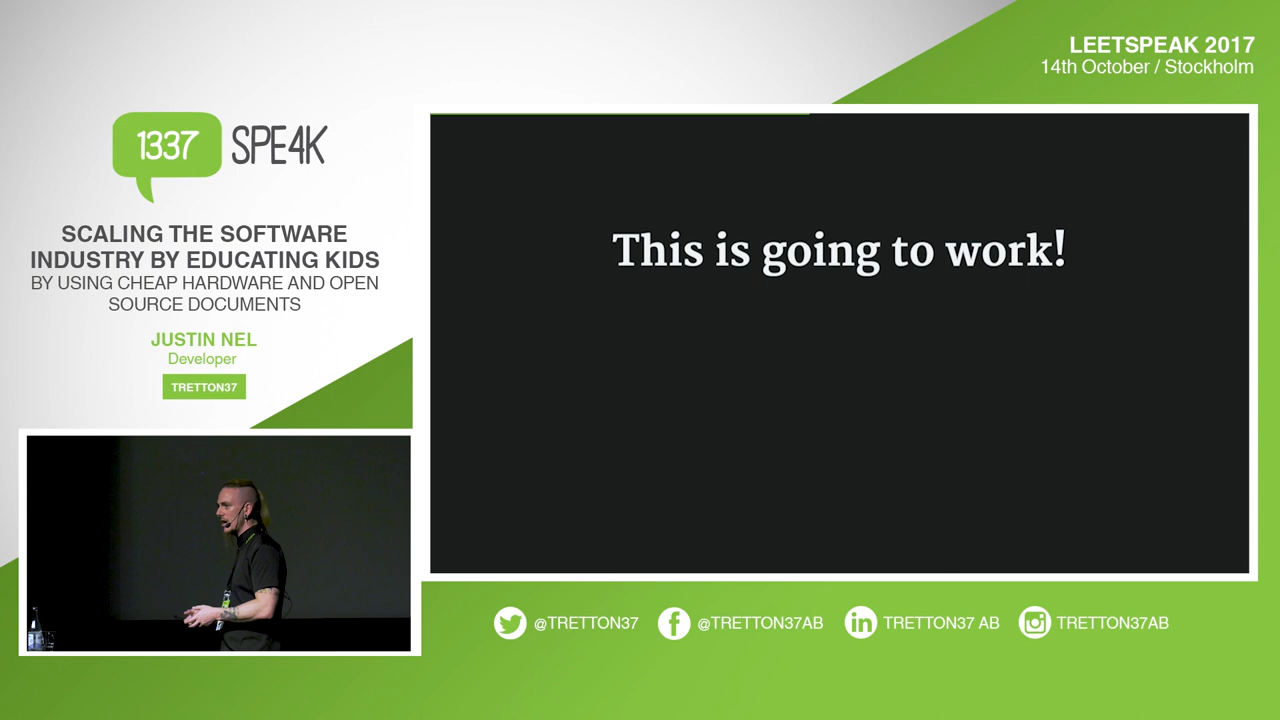 LEETSPEAK 2017
14th October / Stockholm
1337 SPE4K
SCALING THE SOFTWARE
INDUSTRY BY EDUCATING KIDS
BY USING CHEAP HARDWARE AND OPEN
SOURCE DOCUMENTS
JUSTIN NEL
Developer
TRETTON37
This is going to work!
@TRETTON37
@TRETTON37AB
TRETTON37 AB
TRETTON37AB